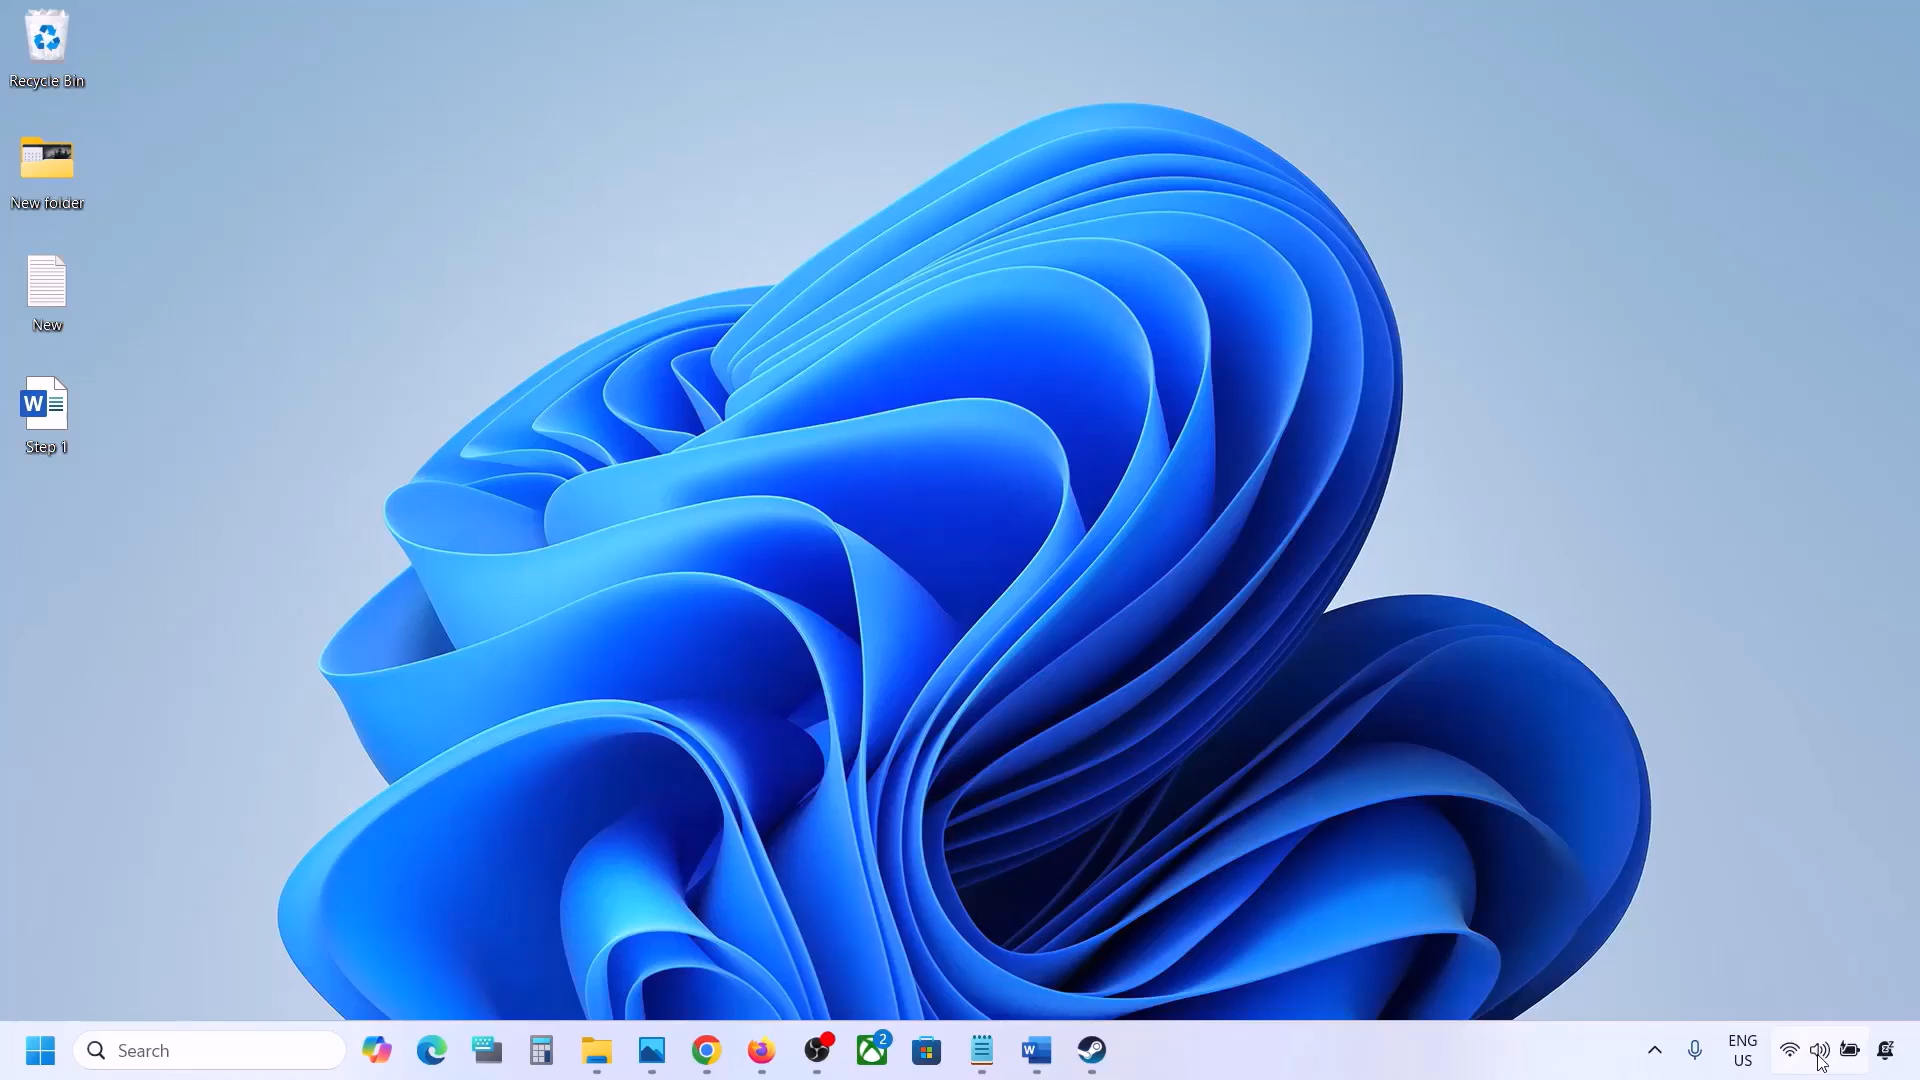 Recycle Bin
New folder
New
W
Step 1
Search
2
W
ENG
US